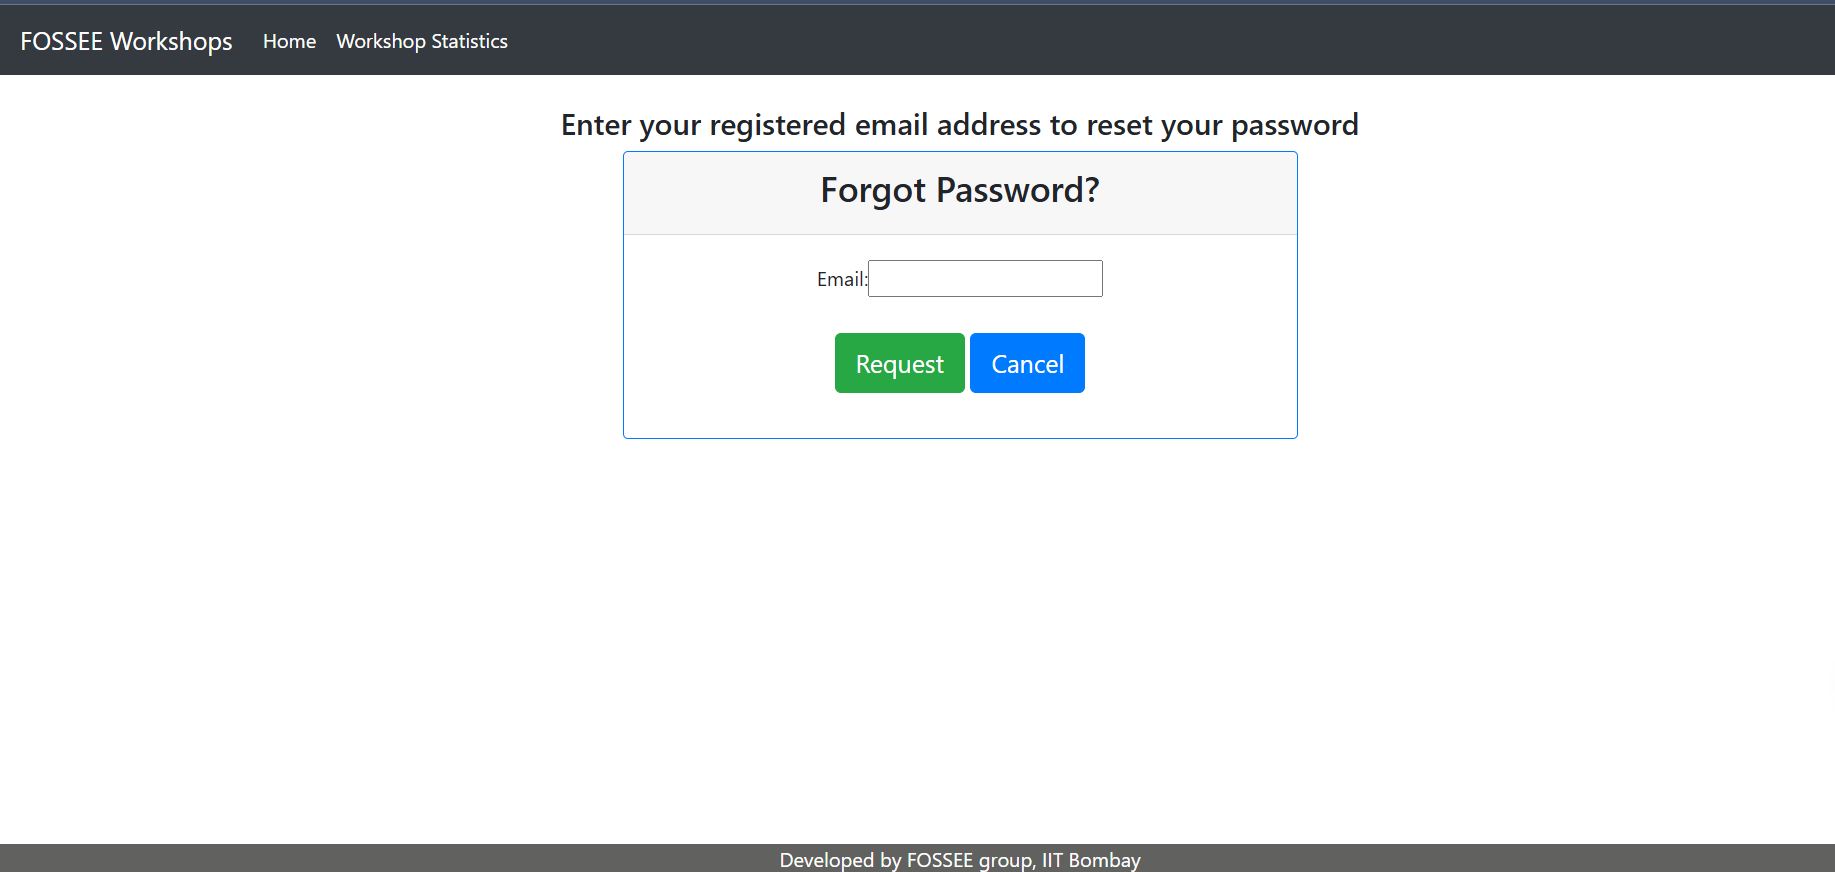 FOSSEE Workshops Home Workshop Statistics
Enter your registered email address to reset your password
Forgot Password?
Email:
Request Cancel
Developed by FOSSEE group, IIT Bombay